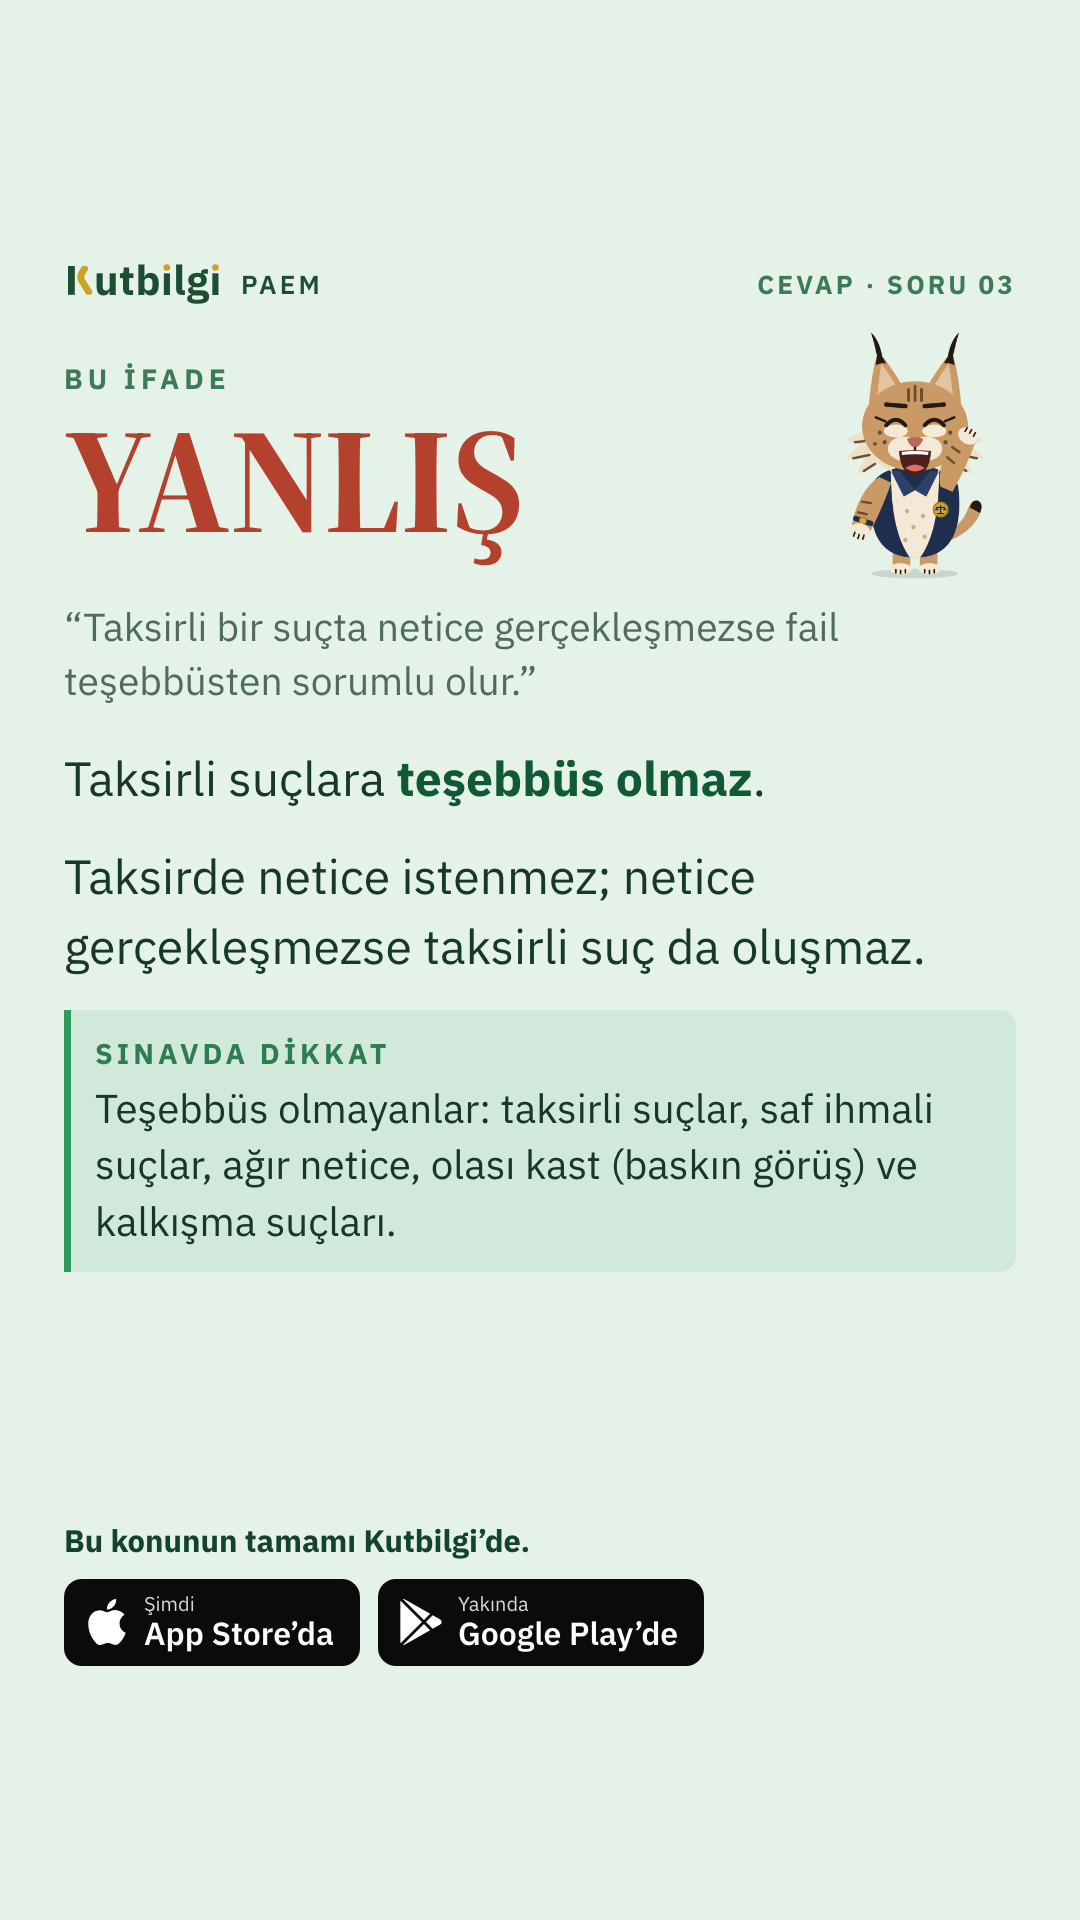 Kutbilgi PAEM
CEVAP · SORU 03
BU İFADE
YANLIŞ
“Taksirli bir suçta netice gerçekleşmezse fail
teşebbüsten sorumlu olur.”
Taksirli suçlara teşebbüs olmaz.
Taksirde netice istenmez; netice
gerçekleşmezse taksirli suç da oluşmaz.
SINAVDA DİKKAT
Teşebbüs olmayanlar: taksirli suçlar, saf ihmali
suçlar, ağır netice, olası kast (baskın görüş) ve
kalkışma suçları.
Bu konunun tamamı Kutbilgi’de.
Şimdi
App Store’da
Yakında
Google Play’de